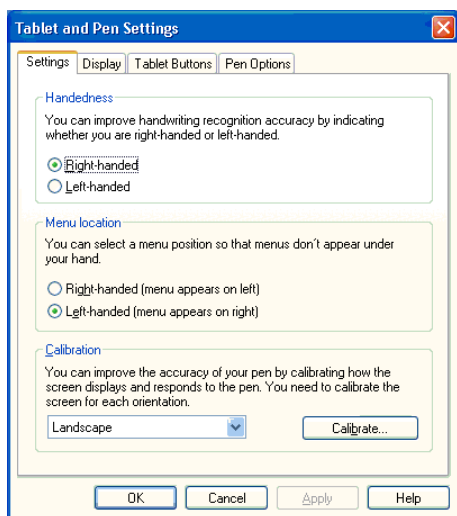 Tablet and Pen Settings
Settings Display Tablet Buttons Pen Options
Handedness
You can improve handwriting recognition accuracy by indicating
whether you are right-handed or left-handed.
Right-handed
Left-handed
Menu location
You can select a menu position so that menus don´t appear under
your hand.
Right-handed (menu appears on left)
Left-handed (menu appears on right)
Calibration
You can improve the accuracy of your pen by calibrating how the
screen displays and responds to the pen. You need to calibrate the
screen for each orientation.
Landscape Calibrate...
OK Cancel Apply Help